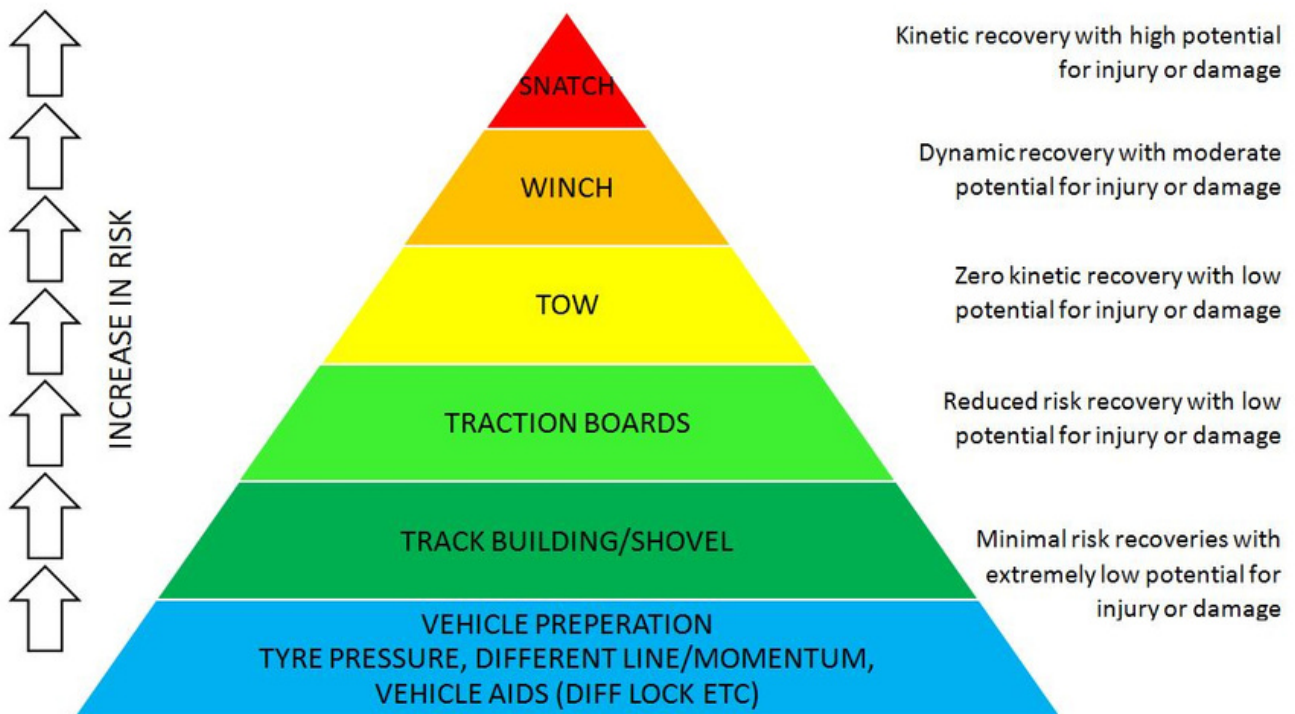 Kinetic recovery with high potential
for injury or damage
SNATCH
Dynamic recovery with moderate
potential for injury or damage
WINCH
INCREASE IN RISK
Zero kinetic recovery with low
potential for injury or damage
TOW
Reduced risk recovery with low
potential for injury or damage
TRACTION BOARDS
TRACK BUILDING/SHOVEL
Minimal risk recoveries with
extremely low potential for
injury or damage
VEHICLE PREPERATION
TYRE PRESSURE, DIFFERENT LINE/MOMENTUM,
VEHICLE AIDS (DIFF LOCK ETC)